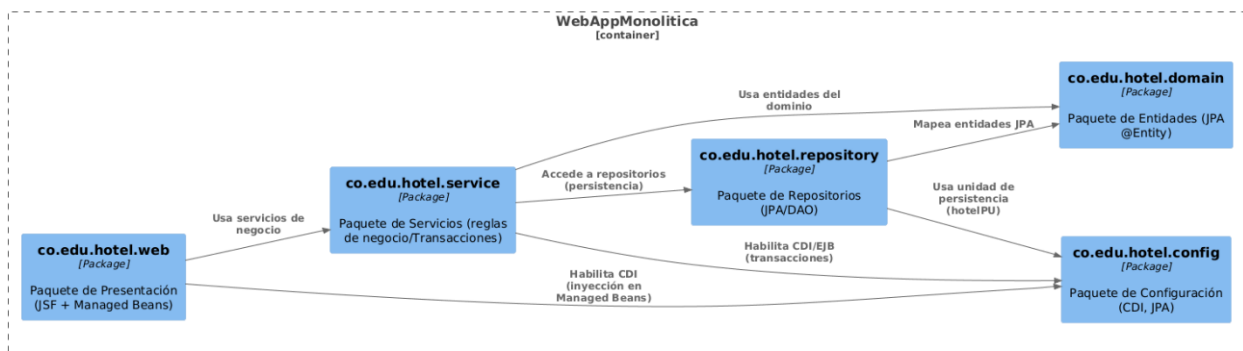 WebAppMonolitica
[container]
co.edu.hotel.domain
[Package]
Paquete de Entidades (JPA
@Entity)
Usa entidades del
dominio
Mapea entidades JPA
co.edu.hotel.repository
[Package]
Paquete de Repositorios
(JPA/DAO)
co.edu.hotel.service
[Package]
Paquete de Servicios (reglas
de negocio/Transacciones)
Accede a repositorios
(persistencia)
Usa unidad de
persistencia
(hotelPU)
Usa servicios de
negocio
co.edu.hotel.web
[Package]
Paquete de Presentación
(JSF + Managed Beans)
Habilita CDI/EJB
(transacciones)
Habilita CDI
(inyección en
Managed Beans)
co.edu.hotel.config
[Package]
Paquete de Configuración
(CDI, JPA)